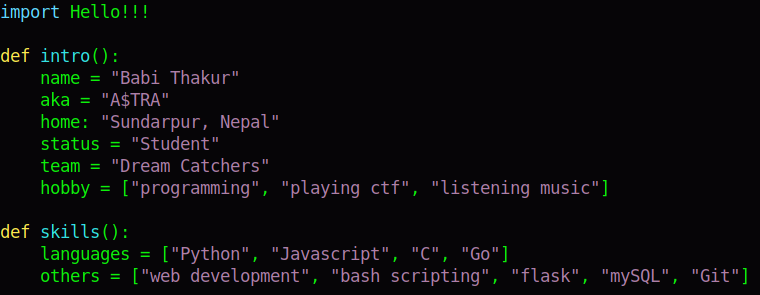 import Hello!!!

def intro():
    name = "Babi Thakur"
    aka = "A$TRA"
    home: "Sundarpur, Nepal"
    status = "Student"
    team = "Dream Catchers"
    hobby = ["programming", "playing ctf", "listening music"]

def skills():
    languages = ["Python", "Javascript", "C", "Go"]
    others = ["web development", "bash scripting", "flask", "mySQL", "Git"]